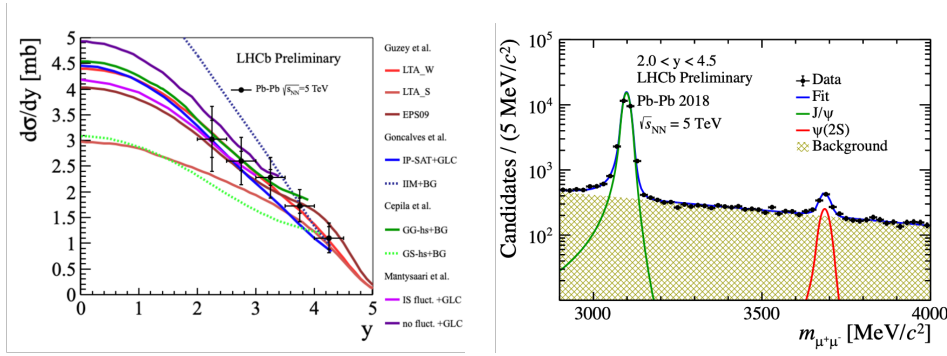 5
4.5
4
3.5
3
2.5
2
1.5
1
0.5
0
0 1 2 3 4 5
dσ/dy [mb]
y
LHCb Preliminary
Pb-Pb √sNN=5 TeV
Guzey et al.
LTA_W
LTA_S
EPS09
Goncalves et al.
IP-SAT+GLC
IIM+BG
Cepila et al.
GG-hs+BG
GS-hs+BG
Mantysaari et al.
IS fluct. +GLC
no fluct. +GLC
10⁵
10⁴
10³
10²
3000 3500 4000
Candidates / (5 MeV/c²)
mμ⁺μ⁻ [MeV/c²]
2.0 < y < 4.5
LHCb Preliminary
Pb-Pb 2018
√sNN = 5 TeV
Data
Fit
J/ψ
ψ(2S)
Background